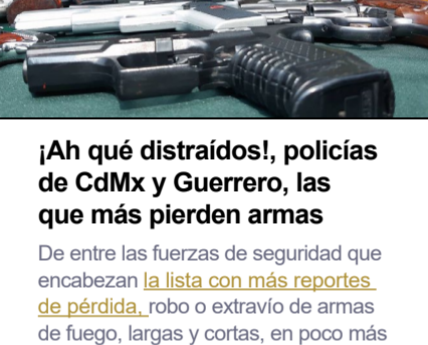 ¡Ah qué distraídos!, policías
de CdMx y Guerrero, las
que más pierden armas
De entre las fuerzas de seguridad que
encabezan la lista con más reportes
de pérdida, robo o extravío de armas
de fuego, largas y cortas, en poco más